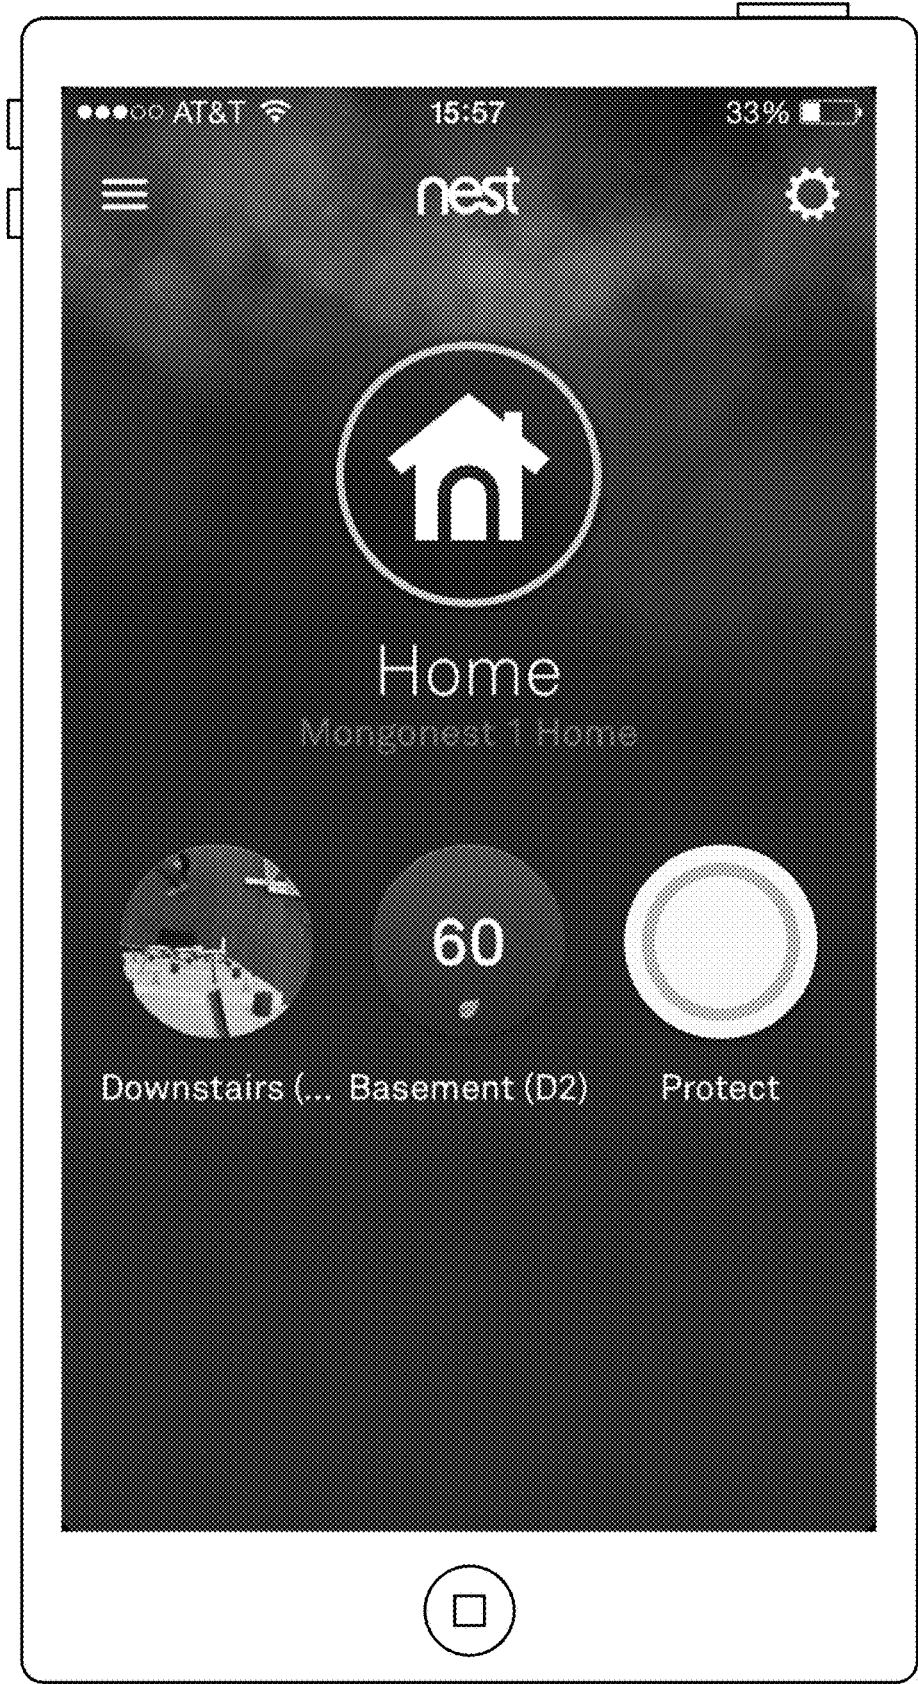 AT&T 15:57 33%
nest
Home
Mongonest 1 Home
60
Downstairs (... Basement (D2) Protect